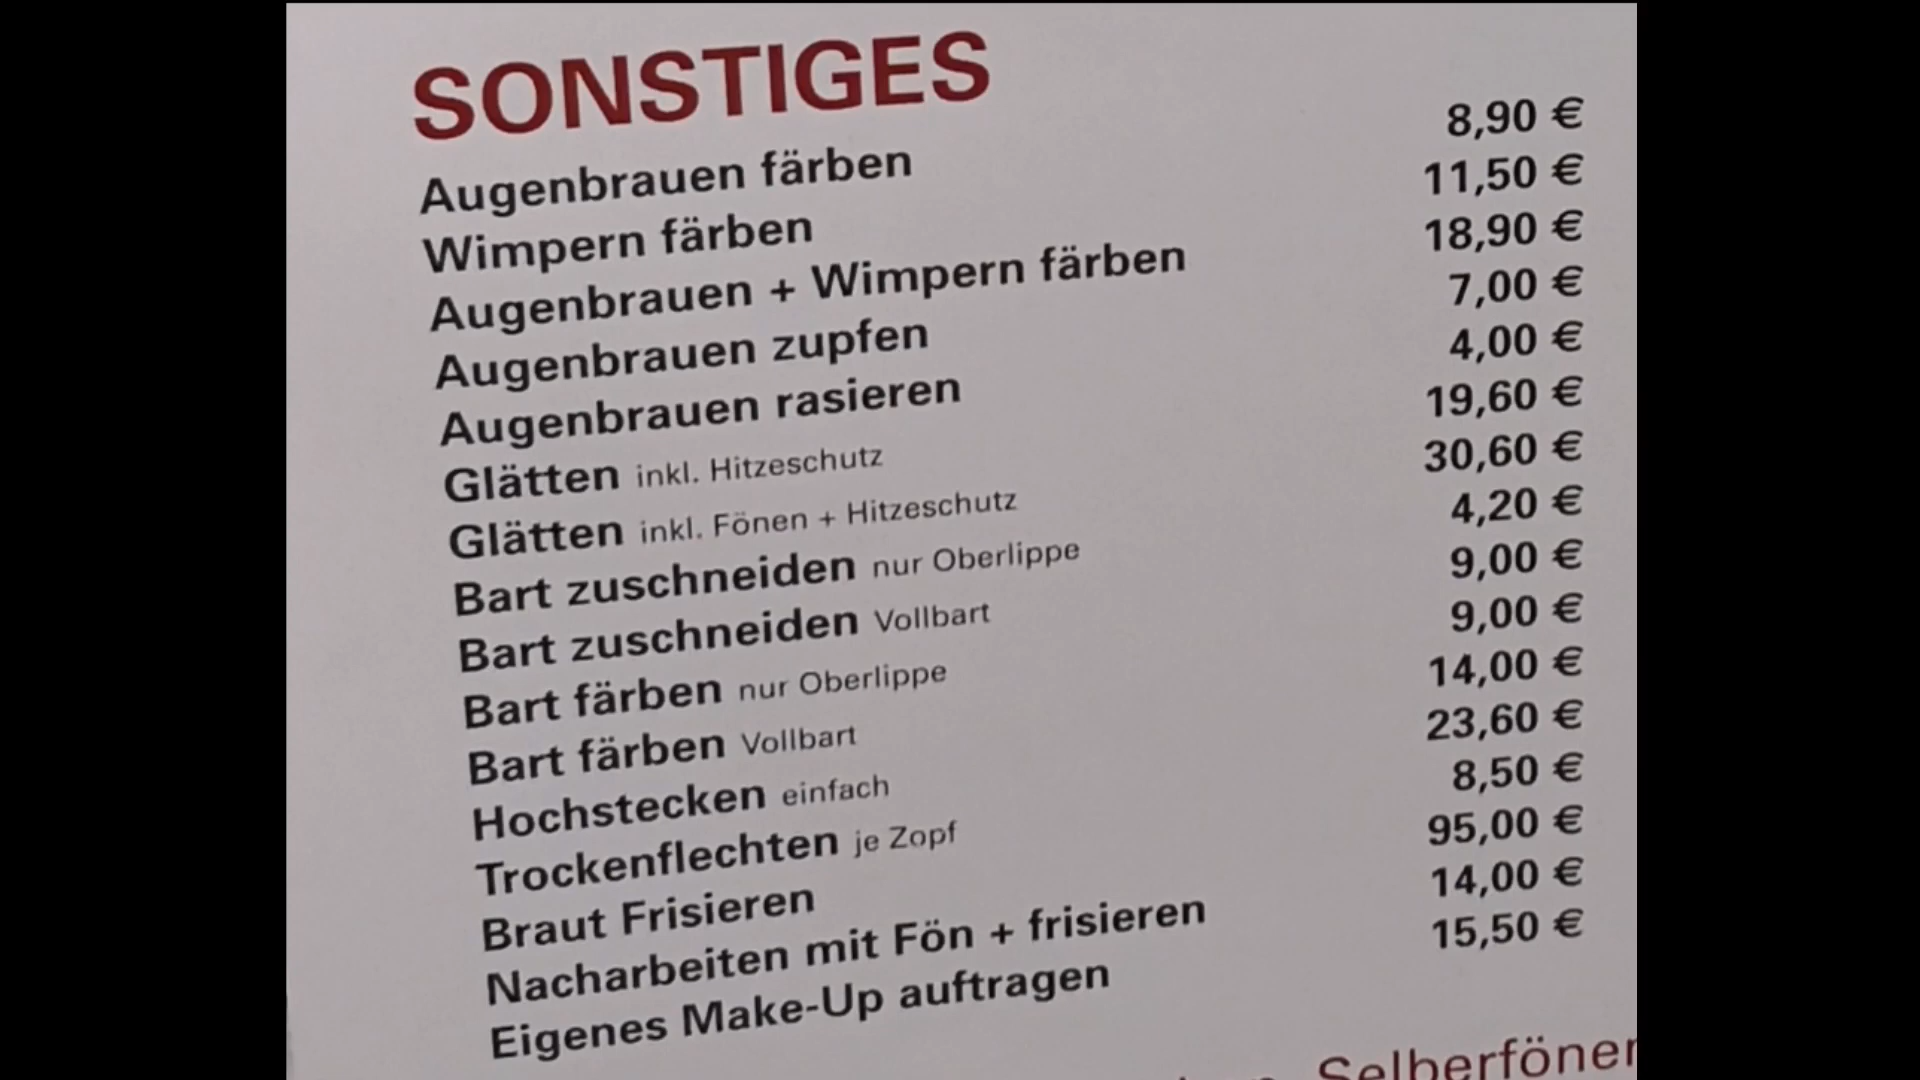 SONSTIGES
Augenbrauen färben 8,90 €
Wimpern färben 11,50 €
Augenbrauen + Wimpern färben 18,90 €
Augenbrauen zupfen 7,00 €
Augenbrauen rasieren 4,00 €
Glätten inkl. Hitzeschutz 19,60 €
Glätten inkl. Fönen + Hitzeschutz 30,60 €
Bart zuschneiden nur Oberlippe 4,20 €
Bart zuschneiden Vollbart 9,00 €
Bart färben nur Oberlippe 9,00 €
Bart färben Vollbart 14,00 €
Hochstecken einfach 23,60 €
Trockenflechten je Zopf 8,50 €
Braut Frisieren 95,00 €
Nacharbeiten mit Fön + frisieren 14,00 €
Eigenes Make-Up auftragen 15,50 €